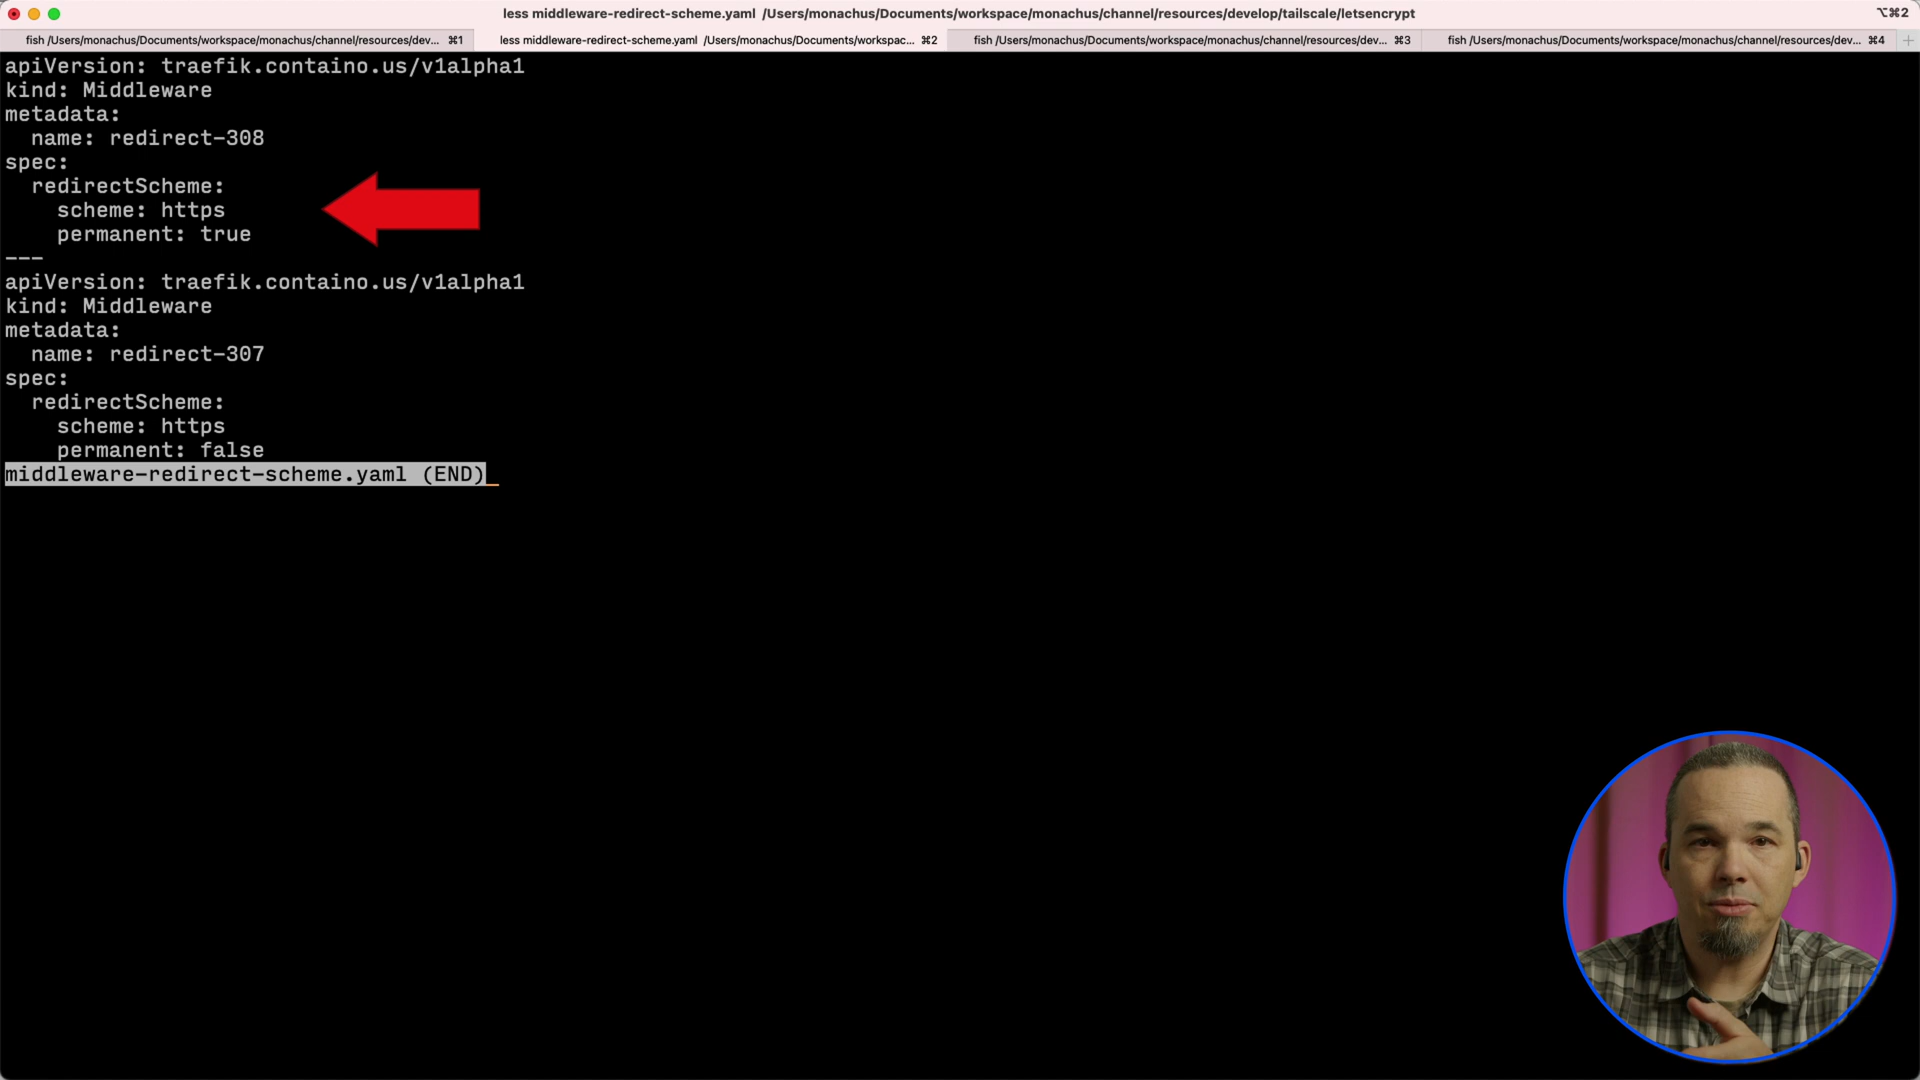 less middleware-redirect-scheme.yaml /Users/monachus/Documents/workspace/monachus/channel/resources/develop/tailscale/letsencrypt
⌥⌘2
fish /Users/monachus/Documents/workspace/monachus/channel/resources/dev... ⌘1
less middleware-redirect-scheme.yaml /Users/monachus/Documents/workspac... ⌘2
fish /Users/monachus/Documents/workspace/monachus/channel/resources/dev... ⌘3
fish /Users/monachus/Documents/workspace/monachus/channel/resources/dev... ⌘4
apiVersion: traefik.containo.us/v1alpha1
kind: Middleware
metadata:
  name: redirect-308
spec:
  redirectScheme:
    scheme: https
    permanent: true
---
apiVersion: traefik.containo.us/v1alpha1
kind: Middleware
metadata:
  name: redirect-307
spec:
  redirectScheme:
    scheme: https
    permanent: false
middleware-redirect-scheme.yaml (END)